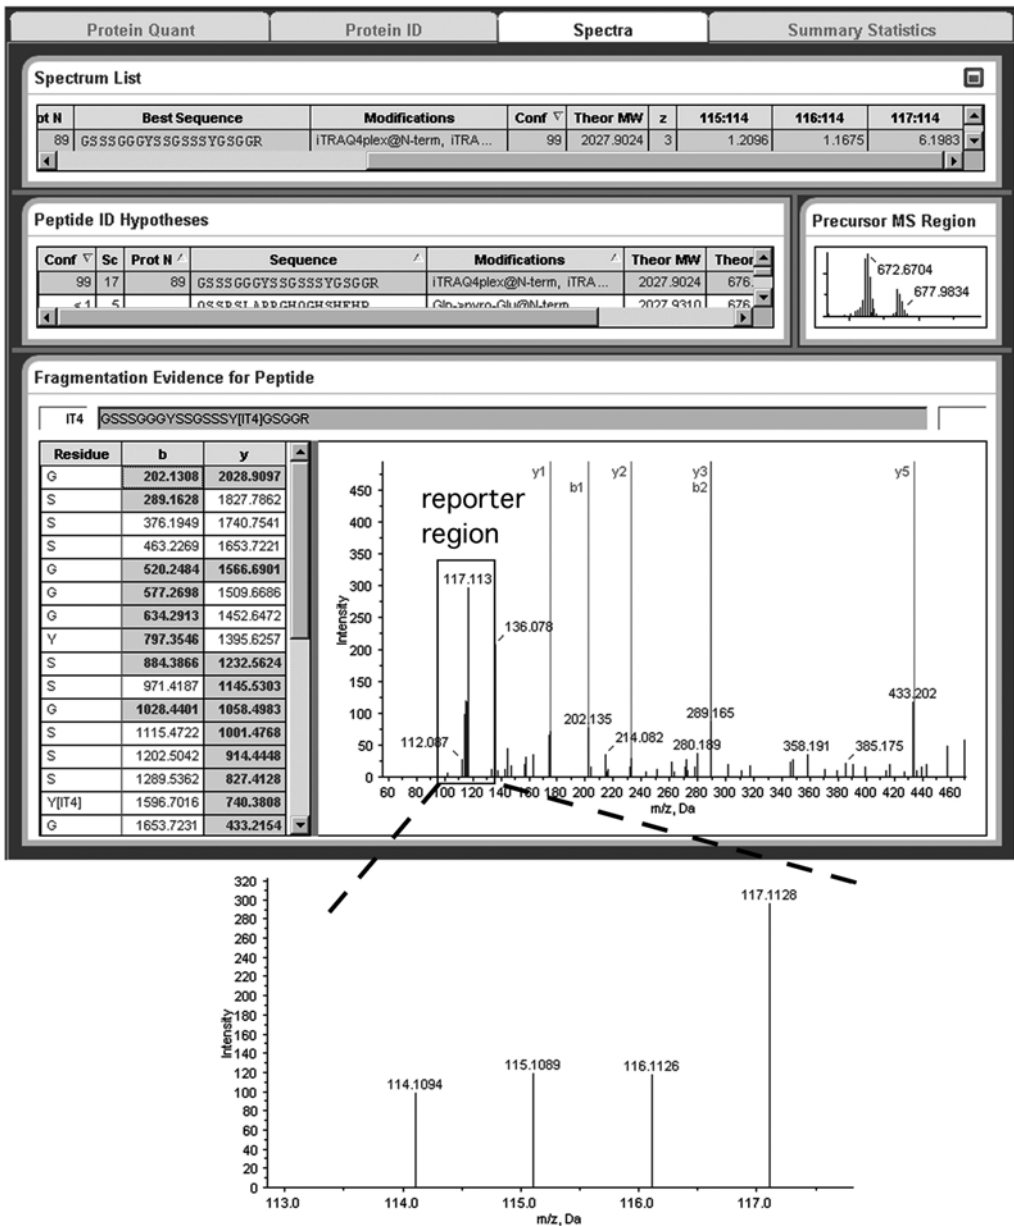 Protein Quant Protein ID Spectra Summary Statistics
Spectrum List
ot N Best Sequence Modifications Conf Theor MW z 115:114 116:114 117:114
89 GSSSGGGYSSGSSSYGSGGR iTRAQ4plex@N-term, iTRA... 99 2027.9024 3 1.2096 1.1675 6.1983
Peptide ID Hypotheses
Conf Sc Prot N Sequence Modifications Theor MW Theor
99 17 89 GSSSGGGYSSGSSSYGSGGR iTRAQ4plex@N-term, iTRA... 2027.9024 676.
<1 5 Gln->pyro-Glu@N-term 2027.9310 676
Precursor MS Region
672.6704
677.9834
Fragmentation Evidence for Peptide
IT4 GSSSGGGYSSGSSSY[IT4]GSGGR
Residue b y
G 202.1308 2028.9097
S 289.1628 1827.7862
S 376.1949 1740.7541
S 463.2269 1653.7221
G 520.2484 1566.6901
G 577.2698 1509.6686
G 634.2913 1452.6472
Y 797.3546 1395.6257
S 884.3866 1232.5624
S 971.4187 1145.5303
G 1028.4401 1058.4983
S 1115.4722 1001.4768
S 1202.5042 914.4448
S 1289.5362 827.4128
Y[IT4] 1596.7016 740.3808
G 1653.7231 433.2154
y1 y2 y3 y5
b1 b2
reporter
region
Intensity
450
400
350
300
250
200
150
100
50
0
117.113
136.078
112.087
202.135
214.082
289.165
280.189
358.191
385.175
433.202
60 80 100 120 140 160 180 200 220 240 260 280 300 320 340 360 380 400 420 440 460
m/z, Da
Intensity
320
300
280
260
240
220
200
180
160
140
120
100
80
60
40
20
0
114.1094
115.1089
116.1126
117.1128
113.0 114.0 115.0 116.0 117.0
m/z, Da